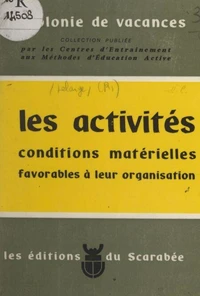 olonie de vacances
COLLECTION PUBLIÉE
par les Centres d'Entraînement
aux Méthodes d'Éducation Active
les activités
conditions matérielles
favorables à leur organisation
les éditions du Scarabée